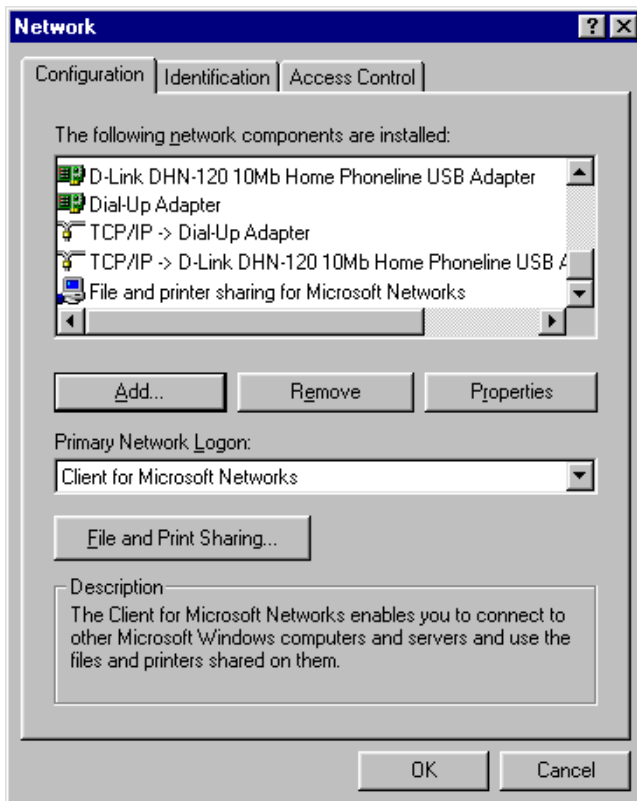 Network
Configuration Identification Access Control
The following network components are installed:
D-Link DHN-120 10Mb Home Phoneline USB Adapter
Dial-Up Adapter
TCP/IP -> Dial-Up Adapter
TCP/IP -> D-Link DHN-120 10Mb Home Phoneline USB A
File and printer sharing for Microsoft Networks
Add... Remove Properties
Primary Network Logon:
Client for Microsoft Networks
File and Print Sharing...
Description
The Client for Microsoft Networks enables you to connect to
other Microsoft Windows computers and servers and use the
files and printers shared on them.
OK Cancel